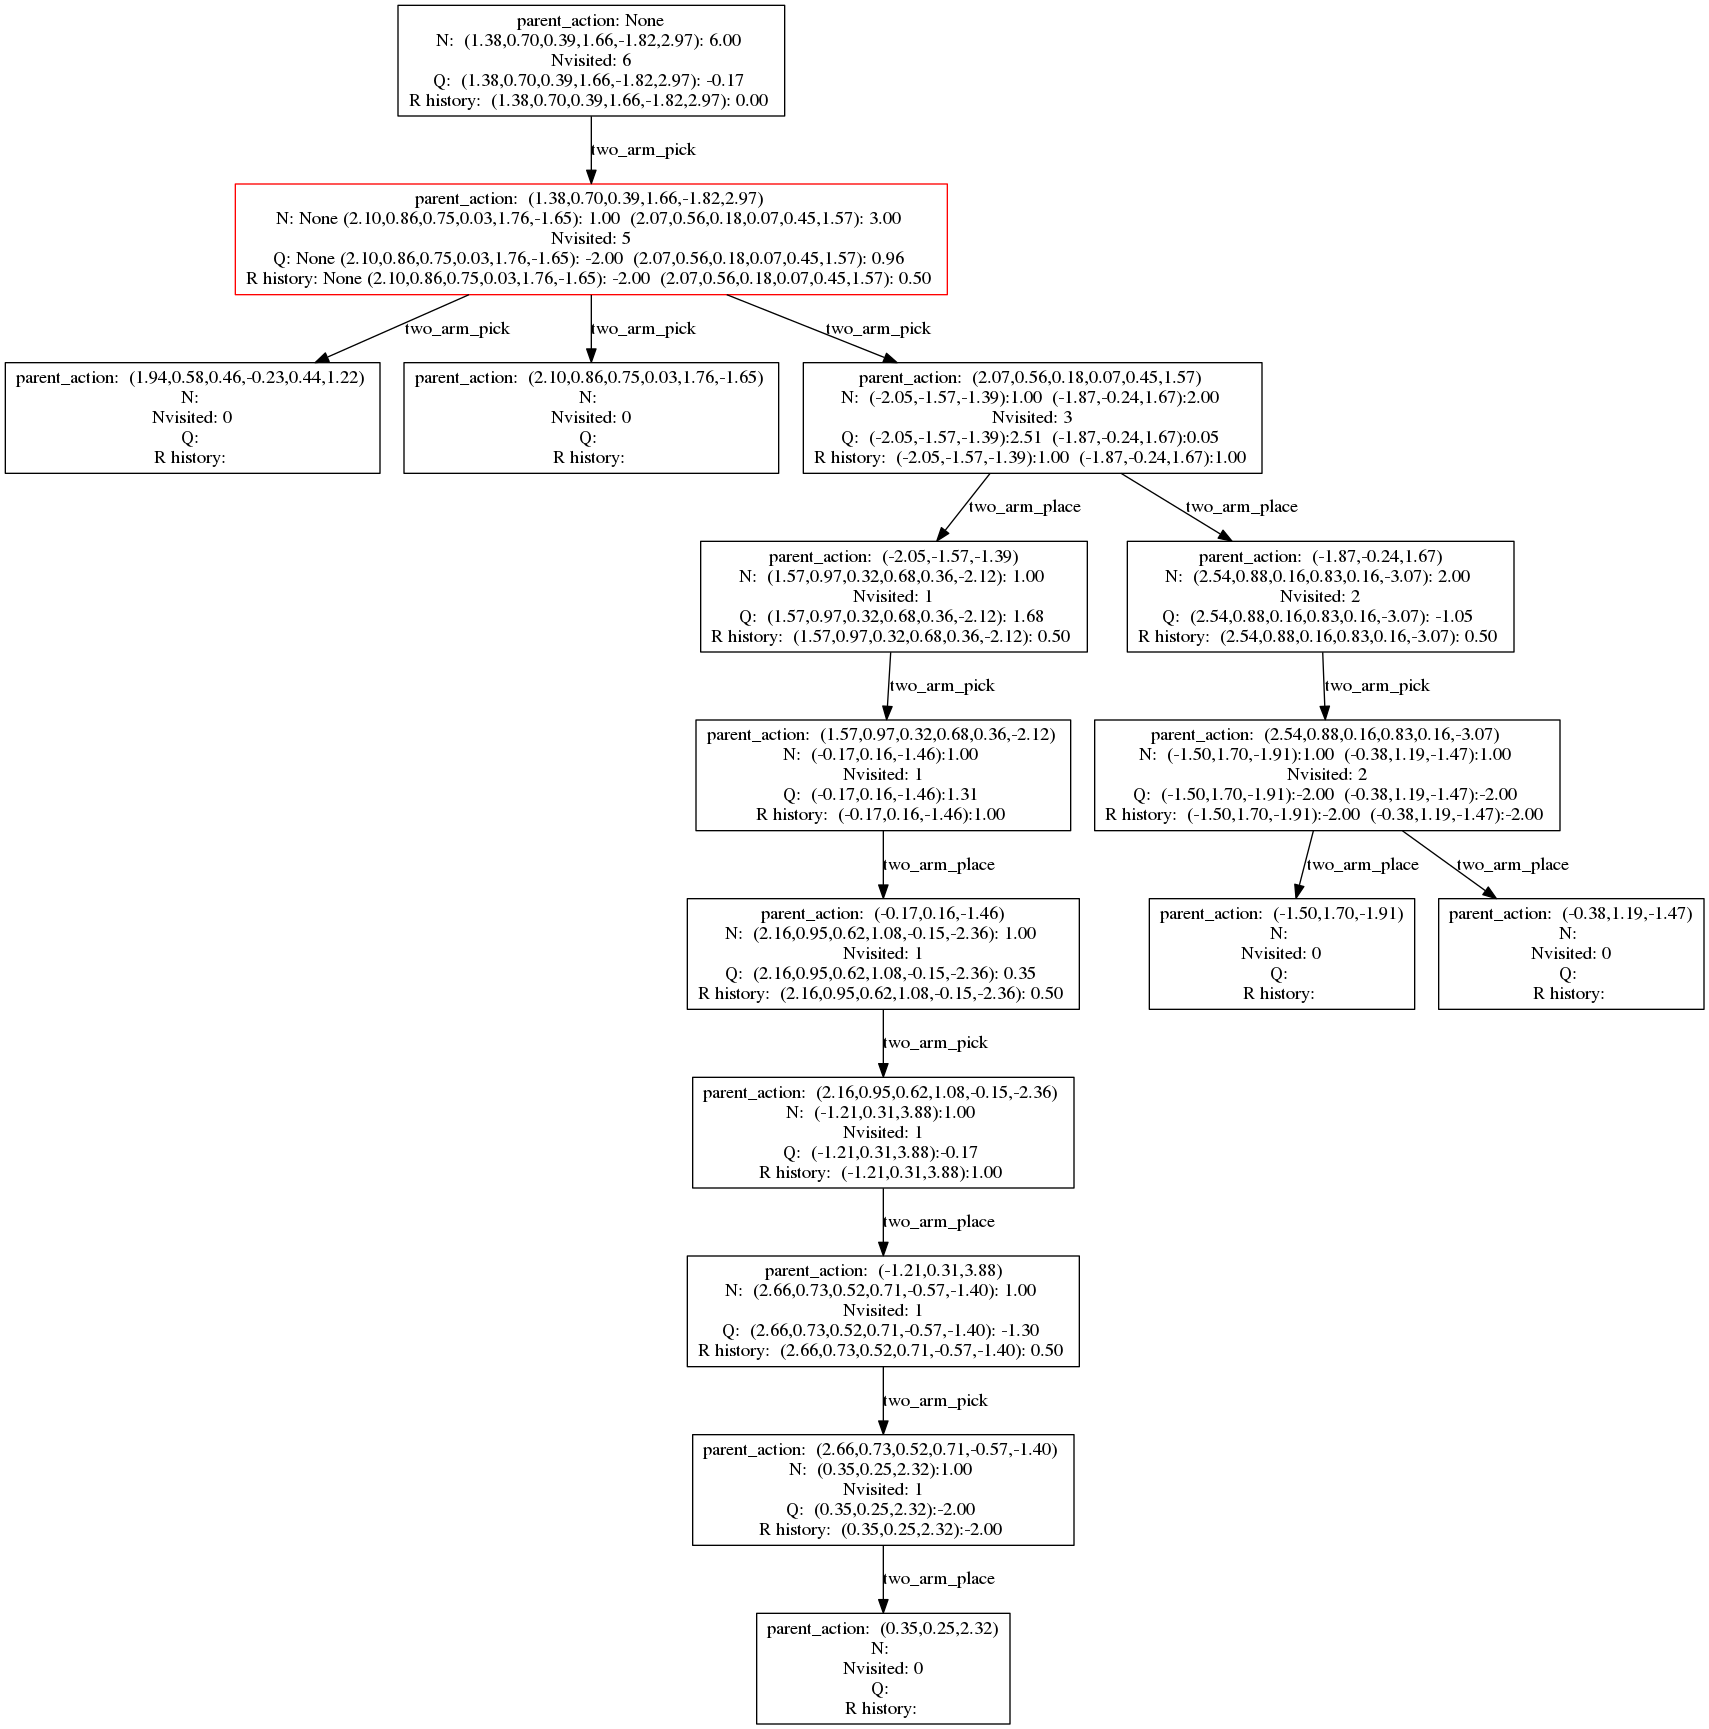 parent_action: None
N:  (1.38,0.70,0.39,1.66,-1.82,2.97): 6.00
Nvisited: 6
Q:  (1.38,0.70,0.39,1.66,-1.82,2.97): -0.17
R history:  (1.38,0.70,0.39,1.66,-1.82,2.97): 0.00
two_arm_pick
parent_action:  (1.38,0.70,0.39,1.66,-1.82,2.97)
N: None (2.10,0.86,0.75,0.03,1.76,-1.65): 1.00  (2.07,0.56,0.18,0.07,0.45,1.57): 3.00
Nvisited: 5
Q: None (2.10,0.86,0.75,0.03,1.76,-1.65): -2.00  (2.07,0.56,0.18,0.07,0.45,1.57): 0.96
R history: None (2.10,0.86,0.75,0.03,1.76,-1.65): -2.00  (2.07,0.56,0.18,0.07,0.45,1.57): 0.50
two_arm_pick
two_arm_pick
two_arm_pick
parent_action:  (1.94,0.58,0.46,-0.23,0.44,1.22)
N:
Nvisited: 0
Q:
R history:
parent_action:  (2.10,0.86,0.75,0.03,1.76,-1.65)
N:
Nvisited: 0
Q:
R history:
parent_action:  (2.07,0.56,0.18,0.07,0.45,1.57)
N:  (-2.05,-1.57,-1.39):1.00  (-1.87,-0.24,1.67):2.00
Nvisited: 3
Q:  (-2.05,-1.57,-1.39):2.51  (-1.87,-0.24,1.67):0.05
R history:  (-2.05,-1.57,-1.39):1.00  (-1.87,-0.24,1.67):1.00
two_arm_place
two_arm_place
parent_action:  (-2.05,-1.57,-1.39)
N:  (1.57,0.97,0.32,0.68,0.36,-2.12): 1.00
Nvisited: 1
Q:  (1.57,0.97,0.32,0.68,0.36,-2.12): 1.68
R history:  (1.57,0.97,0.32,0.68,0.36,-2.12): 0.50
parent_action:  (-1.87,-0.24,1.67)
N:  (2.54,0.88,0.16,0.83,0.16,-3.07): 2.00
Nvisited: 2
Q:  (2.54,0.88,0.16,0.83,0.16,-3.07): -1.05
R history:  (2.54,0.88,0.16,0.83,0.16,-3.07): 0.50
two_arm_pick
two_arm_pick
parent_action:  (1.57,0.97,0.32,0.68,0.36,-2.12)
N:  (-0.17,0.16,-1.46):1.00
Nvisited: 1
Q:  (-0.17,0.16,-1.46):1.31
R history:  (-0.17,0.16,-1.46):1.00
parent_action:  (2.54,0.88,0.16,0.83,0.16,-3.07)
N:  (-1.50,1.70,-1.91):1.00  (-0.38,1.19,-1.47):1.00
Nvisited: 2
Q:  (-1.50,1.70,-1.91):-2.00  (-0.38,1.19,-1.47):-2.00
R history:  (-1.50,1.70,-1.91):-2.00  (-0.38,1.19,-1.47):-2.00
two_arm_place
two_arm_place
two_arm_place
parent_action:  (-0.17,0.16,-1.46)
N:  (2.16,0.95,0.62,1.08,-0.15,-2.36): 1.00
Nvisited: 1
Q:  (2.16,0.95,0.62,1.08,-0.15,-2.36): 0.35
R history:  (2.16,0.95,0.62,1.08,-0.15,-2.36): 0.50
parent_action:  (-1.50,1.70,-1.91)
N:
Nvisited: 0
Q:
R history:
parent_action:  (-0.38,1.19,-1.47)
N:
Nvisited: 0
Q:
R history:
two_arm_pick
parent_action:  (2.16,0.95,0.62,1.08,-0.15,-2.36)
N:  (-1.21,0.31,3.88):1.00
Nvisited: 1
Q:  (-1.21,0.31,3.88):-0.17
R history:  (-1.21,0.31,3.88):1.00
two_arm_place
parent_action:  (-1.21,0.31,3.88)
N:  (2.66,0.73,0.52,0.71,-0.57,-1.40): 1.00
Nvisited: 1
Q:  (2.66,0.73,0.52,0.71,-0.57,-1.40): -1.30
R history:  (2.66,0.73,0.52,0.71,-0.57,-1.40): 0.50
two_arm_pick
parent_action:  (2.66,0.73,0.52,0.71,-0.57,-1.40)
N:  (0.35,0.25,2.32):1.00
Nvisited: 1
Q:  (0.35,0.25,2.32):-2.00
R history:  (0.35,0.25,2.32):-2.00
two_arm_place
parent_action:  (0.35,0.25,2.32)
N:
Nvisited: 0
Q:
R history: